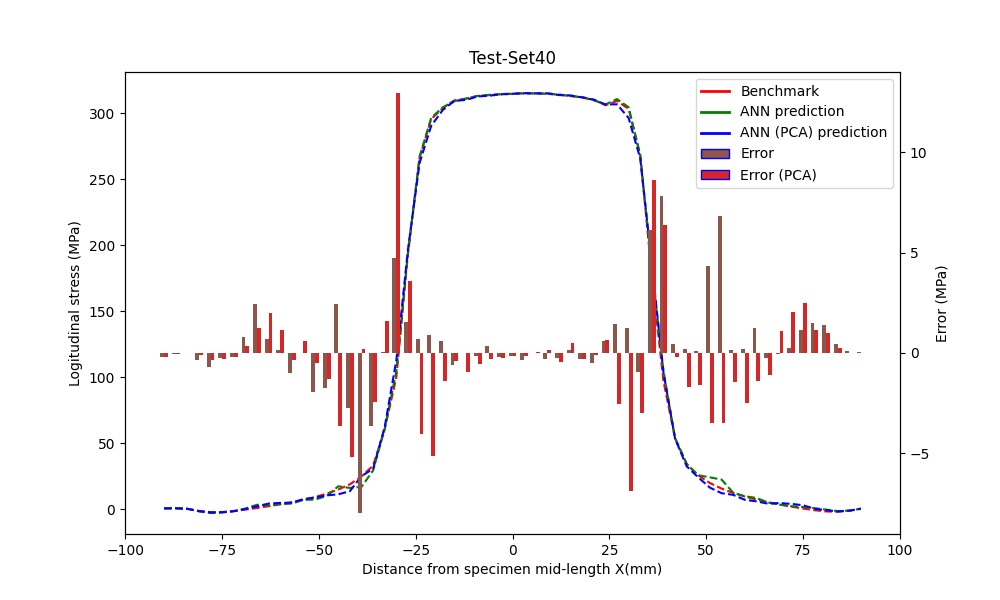 Test-Set40
Benchmark
ANN prediction
ANN (PCA) prediction
Error
Error (PCA)
Logitudinal stress (MPa)
300
250
200
150
100
50
0
10
5
0
−5
Error (MPa)
−100 −75 −50 −25 0 25 50 75 100
Distance from specimen mid-length X(mm)